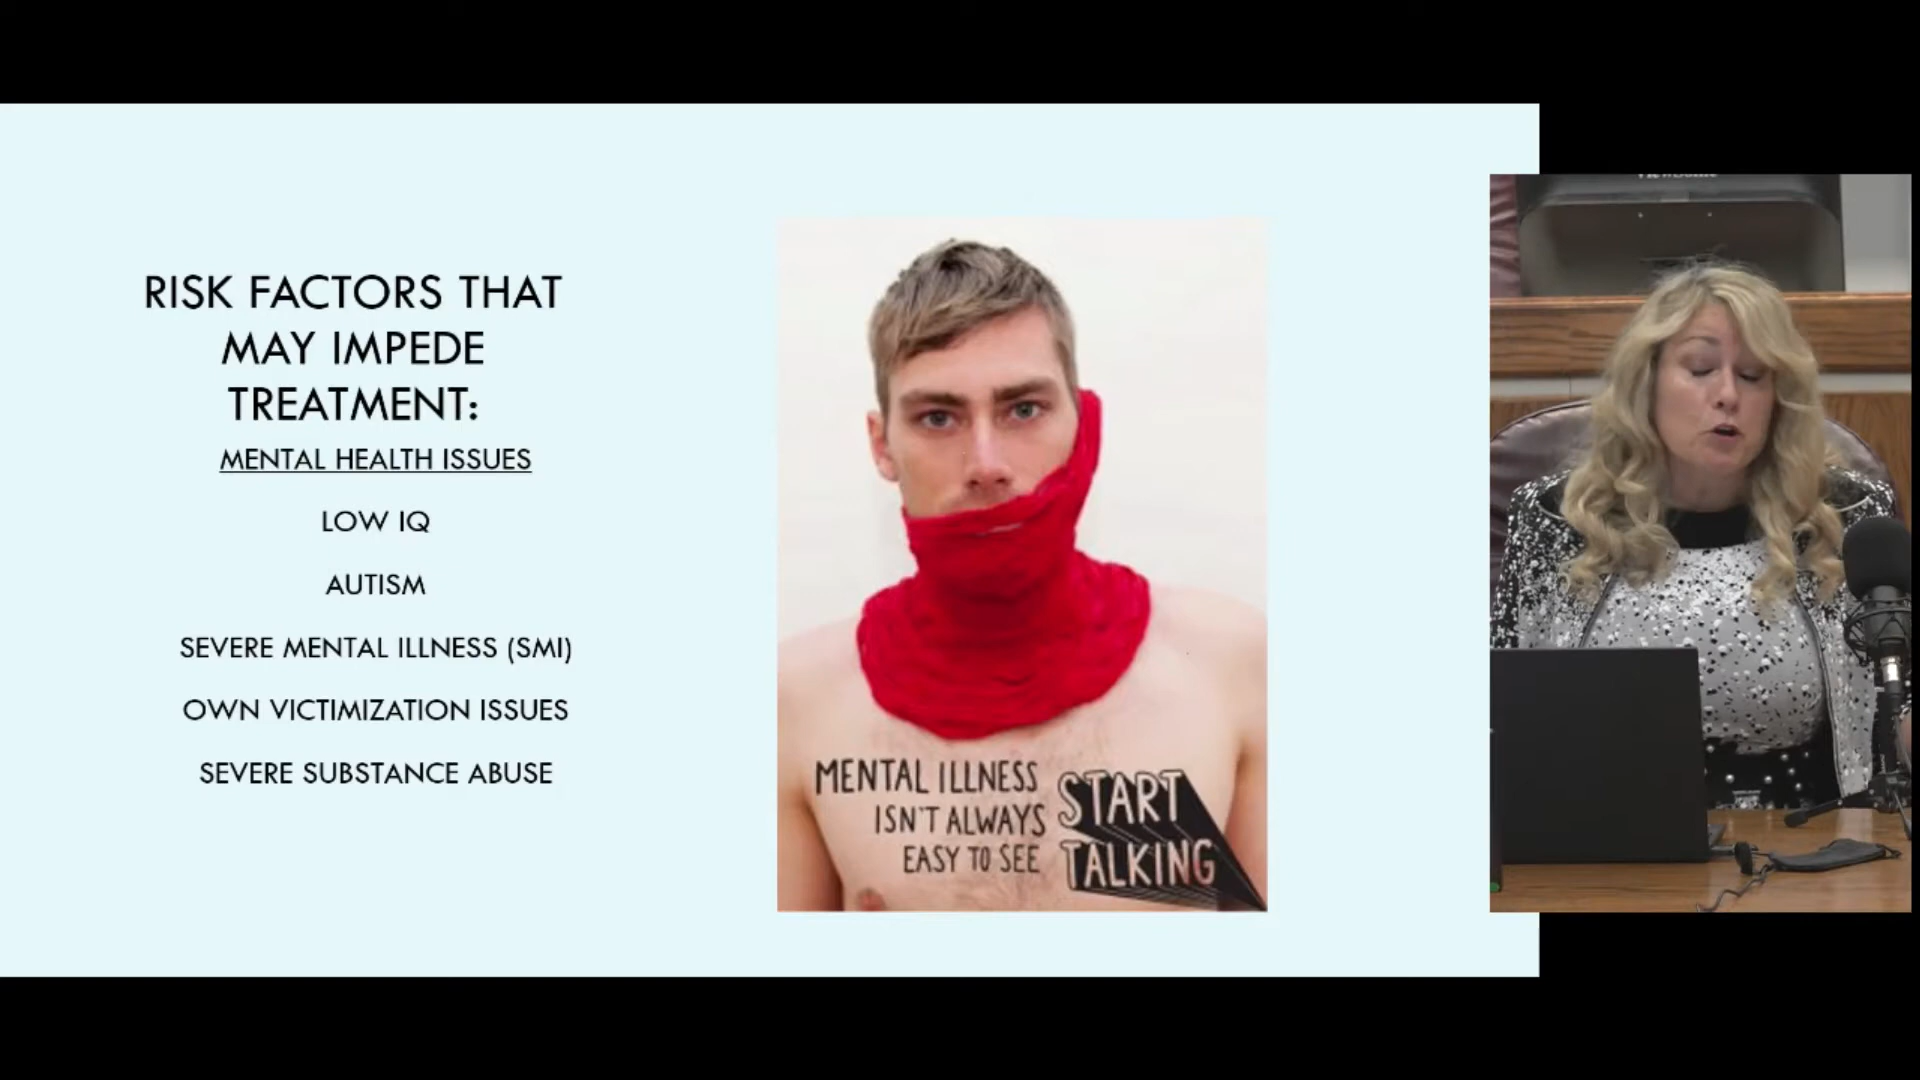 RISK FACTORS THAT
MAY IMPEDE
TREATMENT:
MENTAL HEALTH ISSUES
LOW IQ
AUTISM
SEVERE MENTAL ILLNESS (SMI)
OWN VICTIMIZATION ISSUES
SEVERE SUBSTANCE ABUSE
MENTAL ILLNESS
ISN'T ALWAYS
EASY TO SEE
START
TALKING